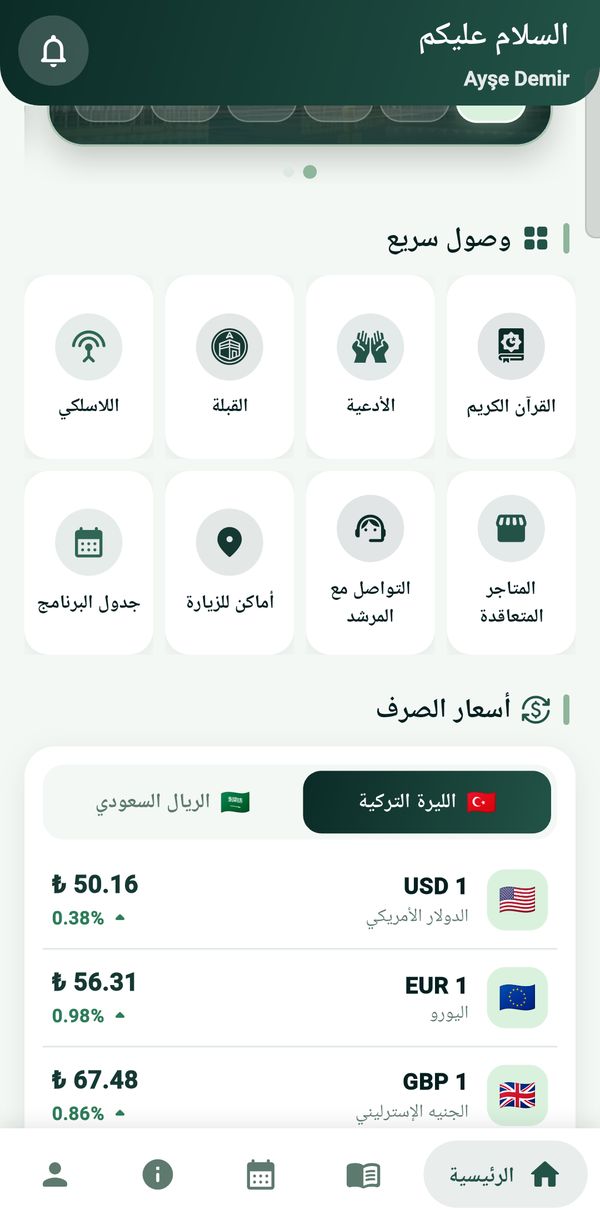 السلام عليكم
Ayşe Demir
وصول سريع
القرآن الكريم
الأدعية
القبلة
اللاسلكي
المتاجر
المتعاقدة
التواصل مع
المرشد
أماكن للزيارة
جدول البرنامج
أسعار الصرف
الليرة التركية
الريال السعودي
USD 1
الدولار الأمريكي
₺ 50.16
0.38%
EUR 1
اليورو
₺ 56.31
0.98%
GBP 1
الجنيه الإسترليني
₺ 67.48
0.86%
الرئيسية